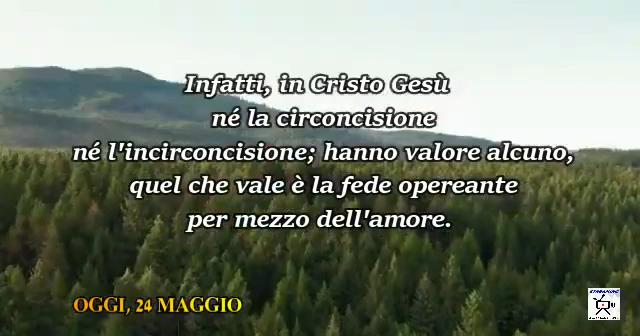 Infatti, in Cristo Gesù
né la circoncisione
né l'incirconcisione; hanno valore alcuno,
quel che vale è la fede opereante
per mezzo dell'amore.
OGGI, 24 MAGGIO